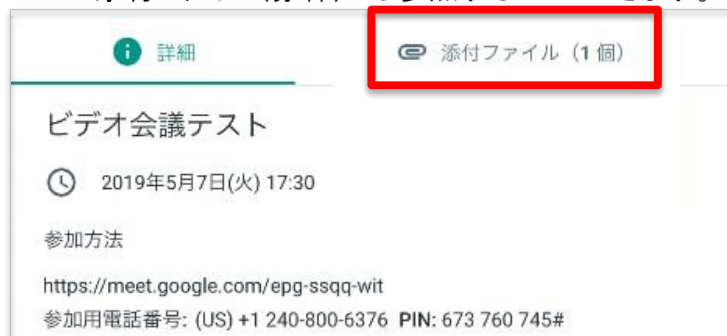 詳細
添付ファイル（1 個）
ビデオ会議テスト
2019年5月7日(火) 17:30
参加方法
https://meet.google.com/epg-ssqq-wit
参加用電話番号: (US) +1 240-800-6376 PIN: 673 760 745#